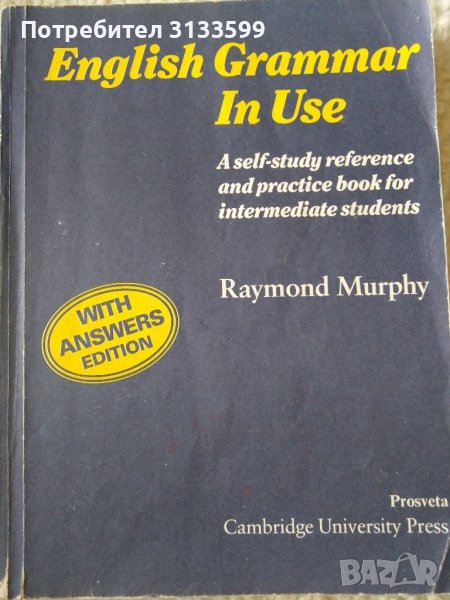 Потребител 3133599
English Grammar
In Use
A self-study reference
and practice book for
intermediate students
Raymond Murphy
WITH
ANSWERS
EDITION
Prosveta
Cambridge University Press
BAZAR